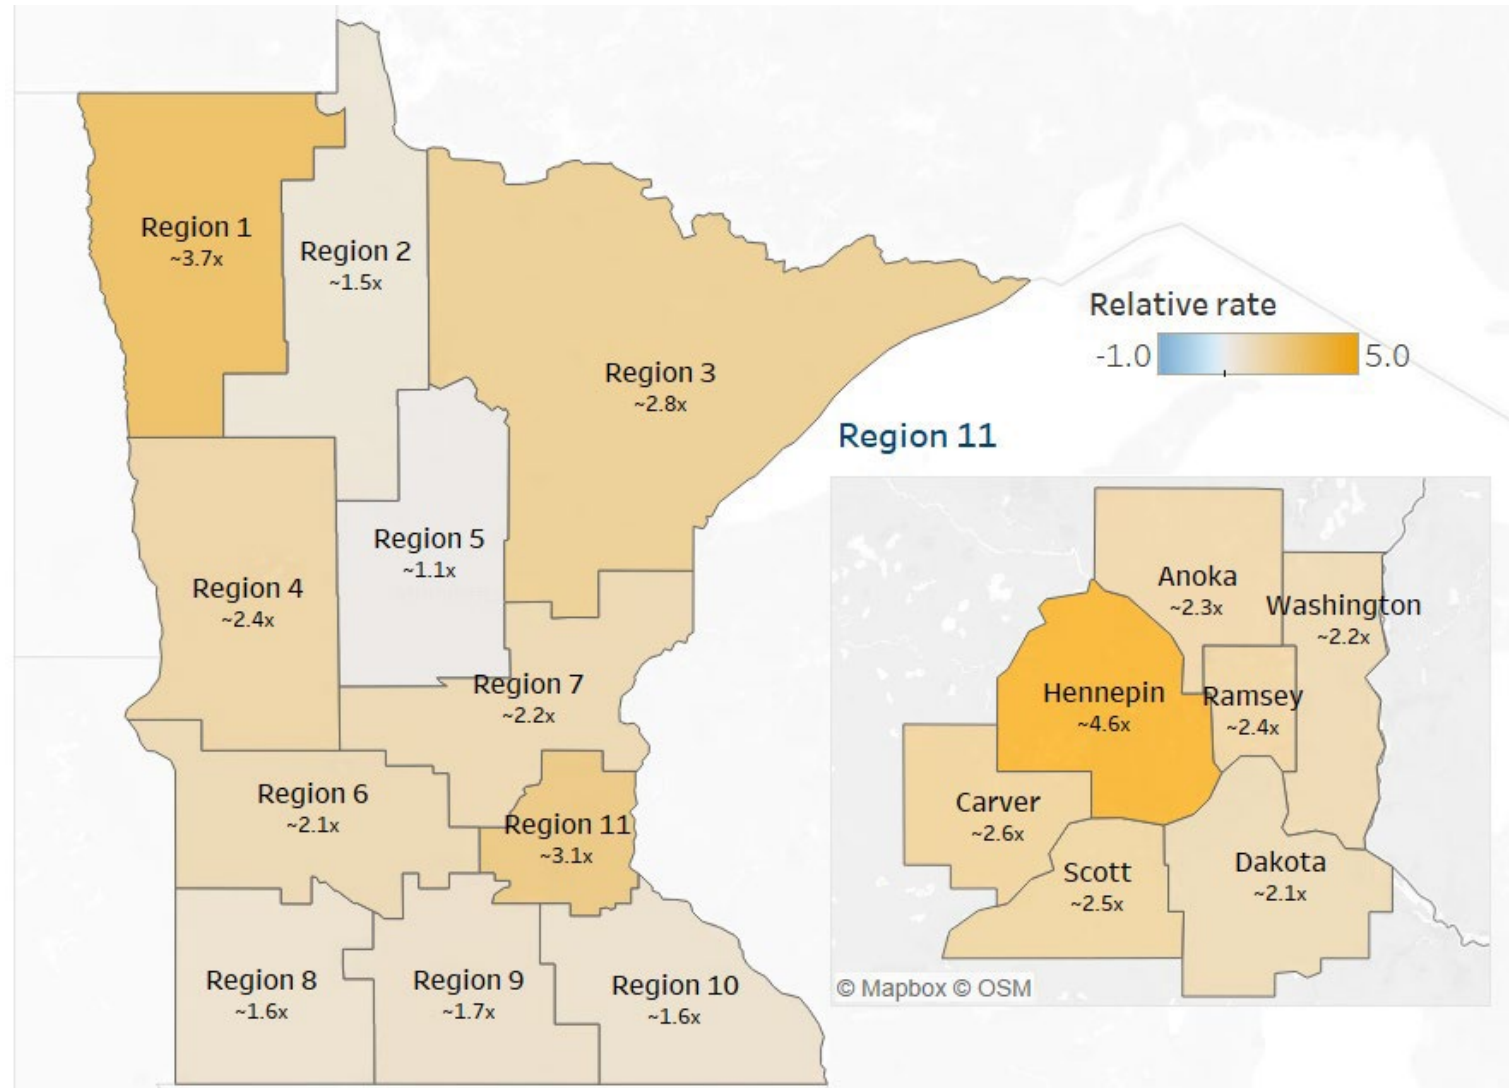 Region 1
~3.7x
Region 2
~1.5x
Region 3
~2.8x
Relative rate
-1.0
5.0
Region 4
~2.4x
Region 5
~1.1x
Region 7
~2.2x
Region 6
~2.1x
Region 11
~3.1x
Region 8
~1.6x
Region 9
~1.7x
Region 10
~1.6x
Region 11
Anoka
~2.3x
Washington
~2.2x
Hennepin
~4.6x
Ramsey
~2.4x
Carver
~2.6x
Scott
~2.5x
Dakota
~2.1x
© Mapbox © OSM